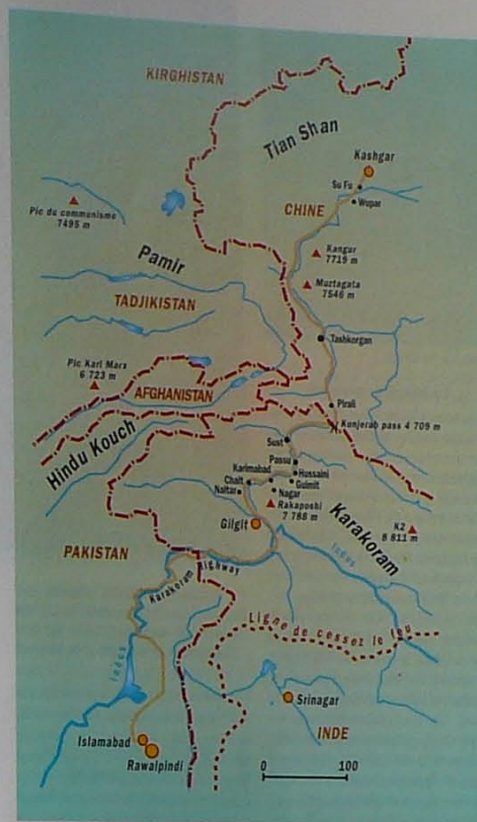 KIRGHISTAN
Tian Shan
Kashgar
Su Fu
Wupar
CHINE
Pic du communisme
7495 m
Kangur
7719 m
Pamir
Muztagata
7546 m
TADJIKISTAN
Tashkorgan
Pic Karl Marx
6 723 m
AFGHANISTAN
Pirali
Konjerab pass 4 709 m
Hindu Kouch
Sust
Passu
Hussaini
Karimabad
Gulmit
Chalt
Naltar
Nagar
Rakaposhi
7 788 m
Gilgit
Karakoram
K2
8 811 m
PAKISTAN
Indus
Karakoram Highway
Ligne de cessez le feu
Indus
Srinagar
INDE
Islamabad
Rawalpindi
0 100